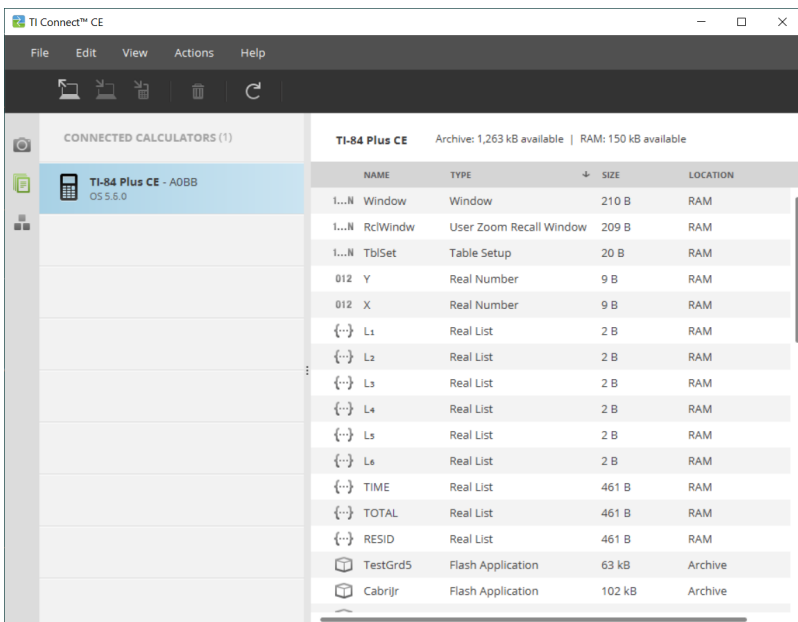 TI Connect™ CE
File Edit View Actions Help
CONNECTED CALCULATORS (1)
TI-84 Plus CE - A0BB
OS 5.6.0
TI-84 Plus CE Archive: 1,263 kB available | RAM: 150 kB available
NAME TYPE SIZE LOCATION
1...N Window Window 210 B RAM
1...N RclWindw User Zoom Recall Window 209 B RAM
1...N TblSet Table Setup 20 B RAM
012 Y Real Number 9 B RAM
012 X Real Number 9 B RAM
{...} L₁ Real List 2 B RAM
{...} L₂ Real List 2 B RAM
{...} L₃ Real List 2 B RAM
{...} L₄ Real List 2 B RAM
{...} L₅ Real List 2 B RAM
{...} L₆ Real List 2 B RAM
{...} TIME Real List 461 B RAM
{...} TOTAL Real List 461 B RAM
{...} RESID Real List 461 B RAM
TestGrd5 Flash Application 63 kB Archive
CabriJr Flash Application 102 kB Archive